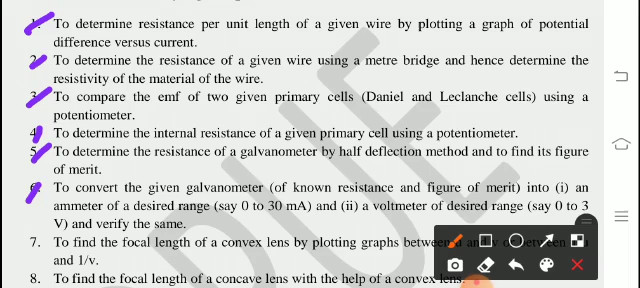 1. To determine resistance per unit length of a given wire by plotting a graph of potential
difference versus current.
2. To determine the resistance of a given wire using a metre bridge and hence determine the
resistivity of the material of the wire.
3. To compare the emf of two given primary cells (Daniel and Leclanche cells) using a
potentiometer.
4. To determine the internal resistance of a given primary cell using a potentiometer.
5. To determine the resistance of a galvanometer by half deflection method and to find its figure
of merit.
6. To convert the given galvanometer (of known resistance and figure of merit) into (i) an
ammeter of a desired range (say 0 to 30 mA) and (ii) a voltmeter of desired range (say 0 to 3
V) and verify the same.
7. To find the focal length of a convex lens by plotting graphs between
and 1/v.
8. To find the focal length of a concave lens with the help of a convex lens.